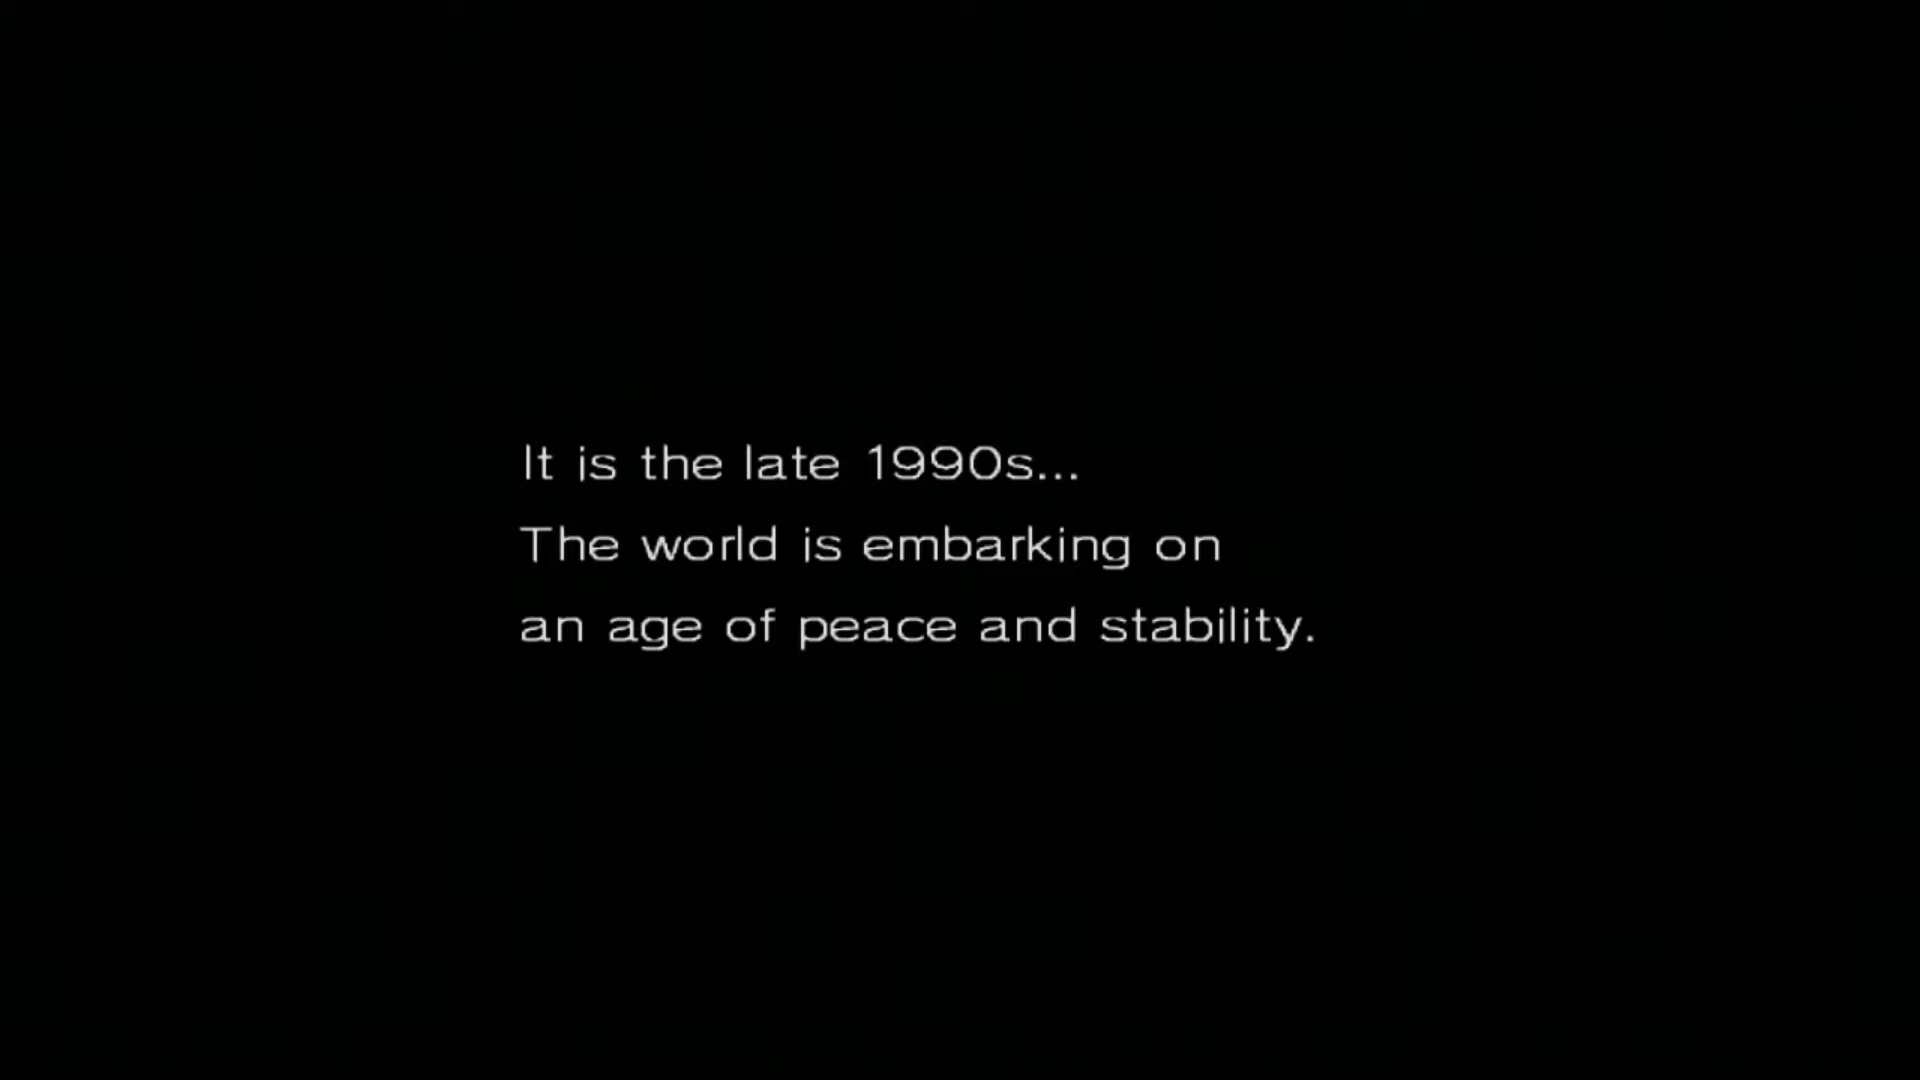 It is the late 1990s...
The world is embarking on
an age of peace and stability.